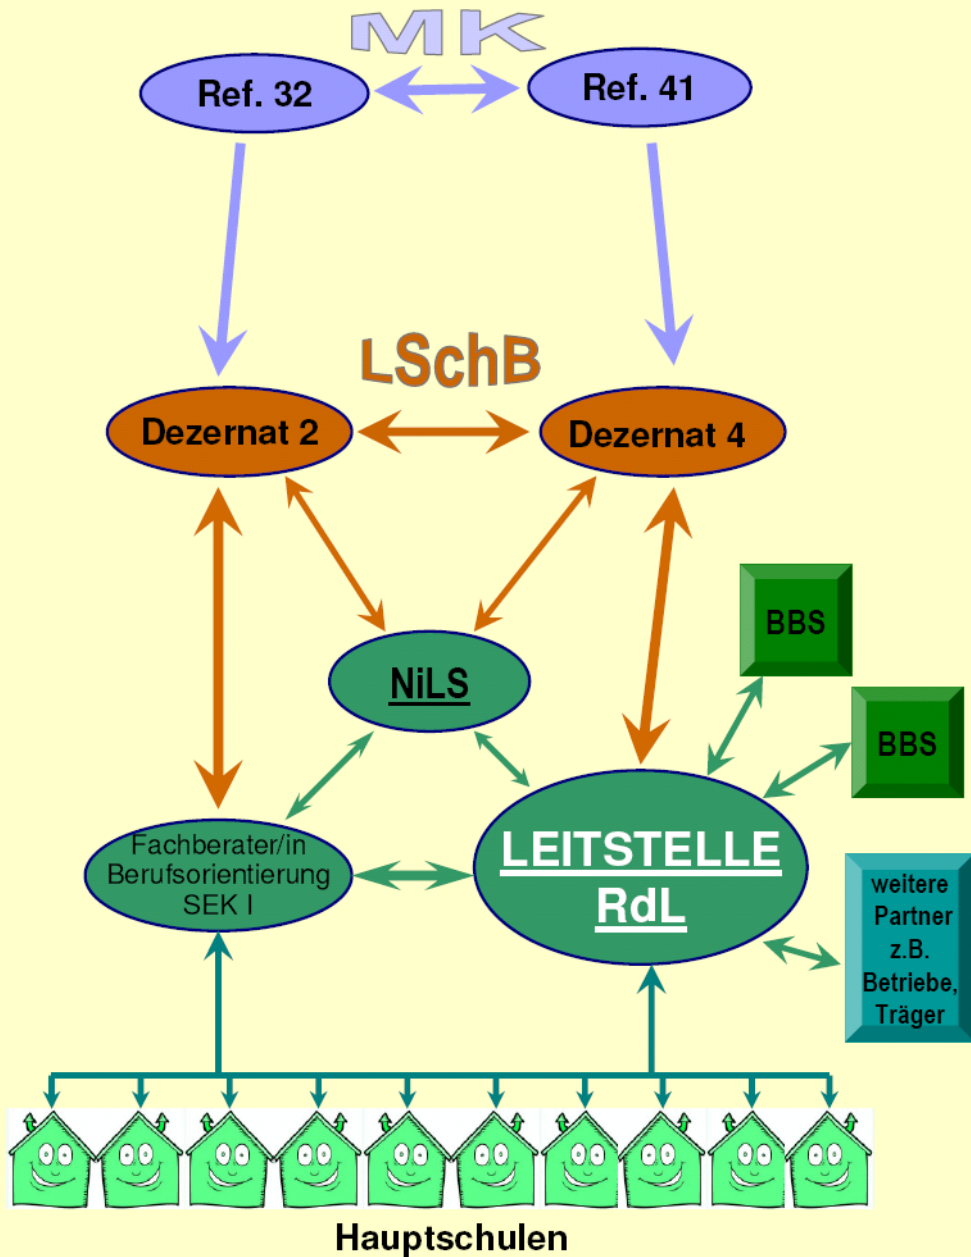 MK
Ref. 32
Ref. 41
LSchB
Dezernat 2
Dezernat 4
NiLS
BBS
BBS
Fachberater/in
Berufsorientierung
SEK I
LEITSTELLE
RdL
weitere
Partner
z.B.
Betriebe,
Träger
Hauptschulen